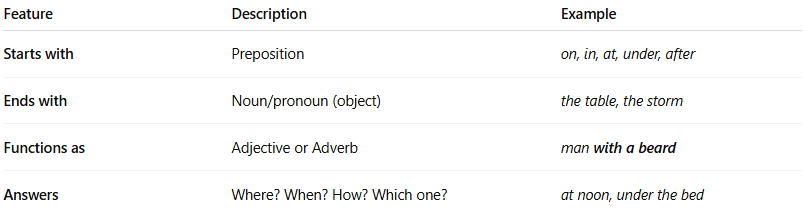 Feature Description Example
Starts with Preposition on, in, at, under, after
Ends with Noun/pronoun (object) the table, the storm
Functions as Adjective or Adverb man with a beard
Answers Where? When? How? Which one? at noon, under the bed